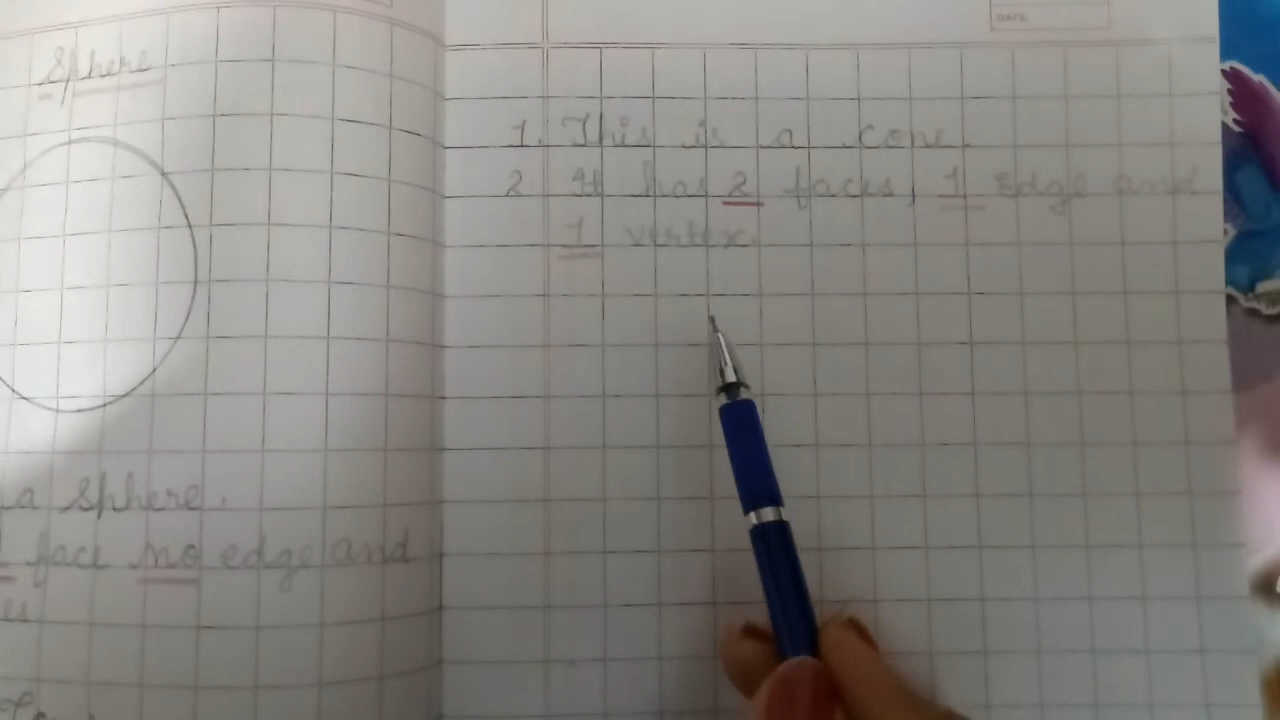 Sphere
a sphere.
face no edge and
DATE:
1. This is a cone.
2 It has 2 faces, 1 Edge and
1 vertex.